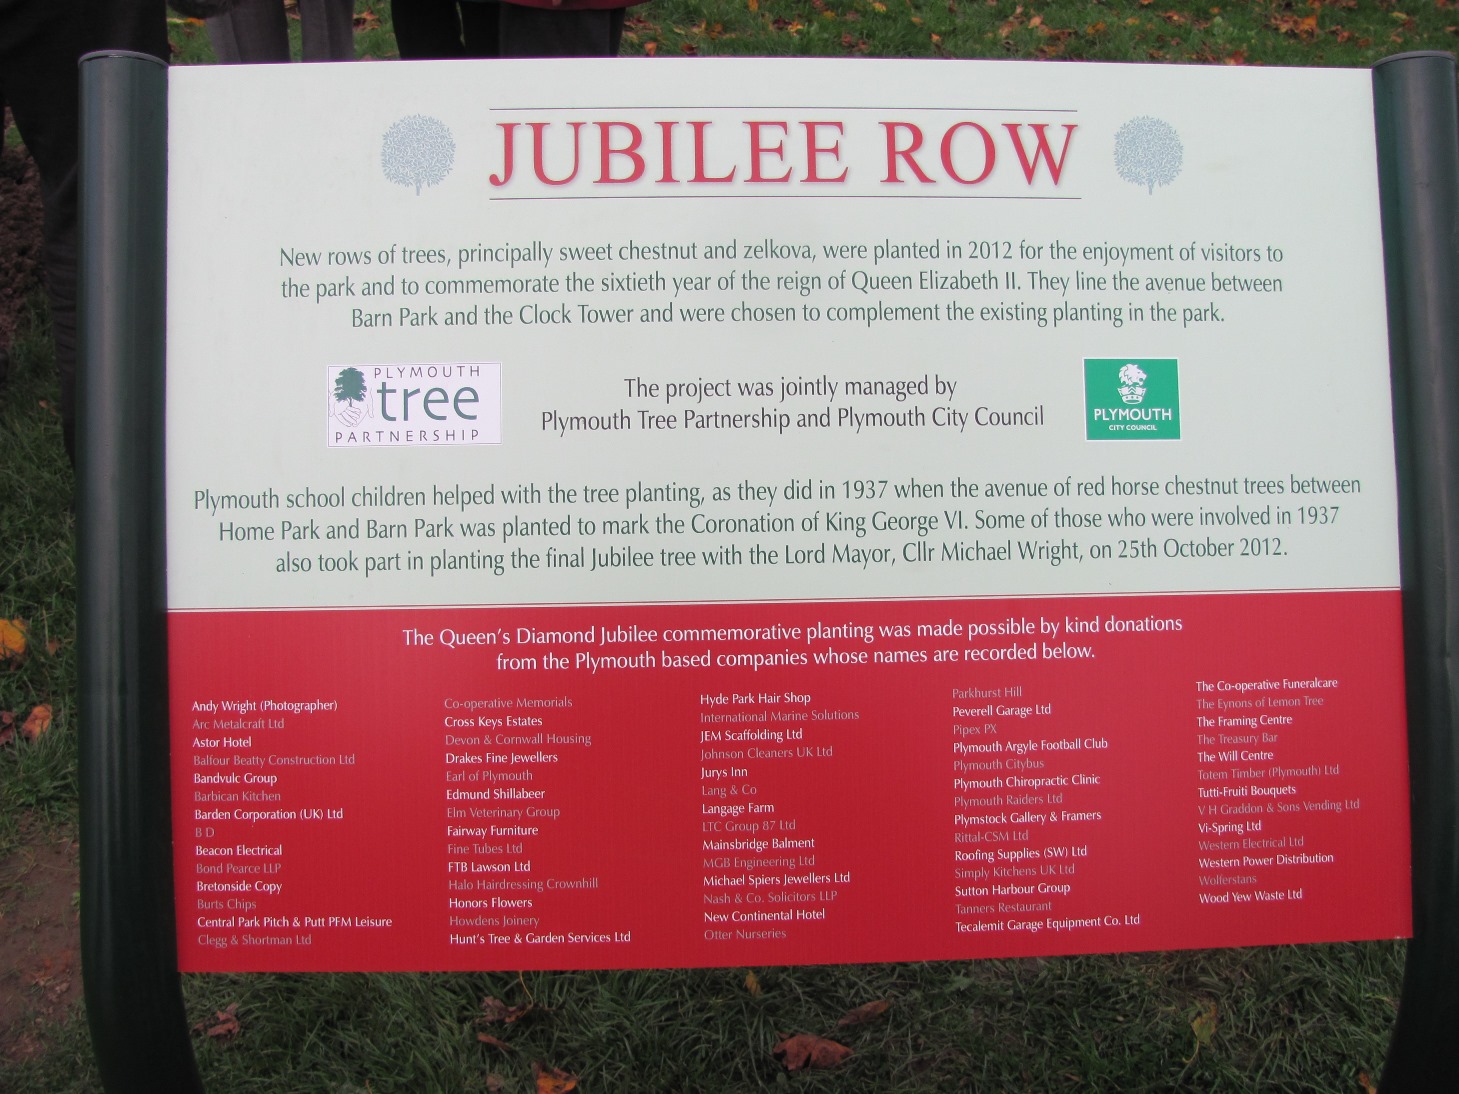 JUBILEE ROW
New rows of trees, principally sweet chestnut and zelkova, were planted in 2012 for the enjoyment of visitors to
the park and to commemorate the sixtieth year of the reign of Queen Elizabeth II. They line the avenue between
Barn Park and the Clock Tower and were chosen to complement the existing planting in the park.
PLYMOUTH
tree
PARTNERSHIP
The project was jointly managed by
Plymouth Tree Partnership and Plymouth City Council
PLYMOUTH
CITY COUNCIL
Plymouth school children helped with the tree planting, as they did in 1937 when the avenue of red horse chestnut trees between
Home Park and Barn Park was planted to mark the Coronation of King George VI. Some of those who were involved in 1937
also took part in planting the final Jubilee tree with the Lord Mayor, Cllr Michael Wright, on 25th October 2012.
The Queen's Diamond Jubilee commemorative planting was made possible by kind donations
from the Plymouth based companies whose names are recorded below.
Andy Wright (Photographer)
Arc Metalcraft Ltd
Astor Hotel
Balfour Beatty Construction Ltd
Bandvulc Group
Barbican Kitchen
Barden Corporation (UK) Ltd
B D
Beacon Electrical
Bond Pearce LLP
Bretonside Copy
Burts Chips
Central Park Pitch & Putt PFM Leisure
Clegg & Shortman Ltd
Co-operative Memorials
Cross Keys Estates
Devon & Cornwall Housing
Drakes Fine Jewellers
Earl of Plymouth
Edmund Shillabeer
Elm Veterinary Group
Fairway Furniture
Fine Tubes Ltd
FTB Lawson Ltd
Halo Hairdressing Crownhill
Honors Flowers
Howdens Joinery
Hunt's Tree & Garden Services Ltd
Hyde Park Hair Shop
International Marine Solutions
JEM Scaffolding Ltd
Johnson Cleaners UK Ltd
Jurys Inn
Lang & Co
Langage Farm
LTC Group 87 Ltd
Mainsbridge Balment
MGB Engineering Ltd
Michael Spiers Jewellers Ltd
Nash & Co. Solicitors LLP
New Continental Hotel
Otter Nurseries
Parkhurst Hill
Peverell Garage Ltd
Pipex PX
Plymouth Argyle Football Club
Plymouth Citybus
Plymouth Chiropractic Clinic
Plymouth Raiders Ltd
Plymstock Gallery & Framers
Rittal-CSM Ltd
Roofing Supplies (SW) Ltd
Simply Kitchens UK Ltd
Sutton Harbour Group
Tanners Restaurant
Tecalemit Garage Equipment Co. Ltd
The Co-operative Funeralcare
The Eynons of Lemon Tree
The Framing Centre
The Treasury Bar
The Will Centre
Totem Timber (Plymouth) Ltd
Tutti-Fruiti Bouquets
V H Graddon & Sons Vending Ltd
Vi-Spring Ltd
Western Electrical Ltd
Western Power Distribution
Wolferstans
Wood Yew Waste Ltd